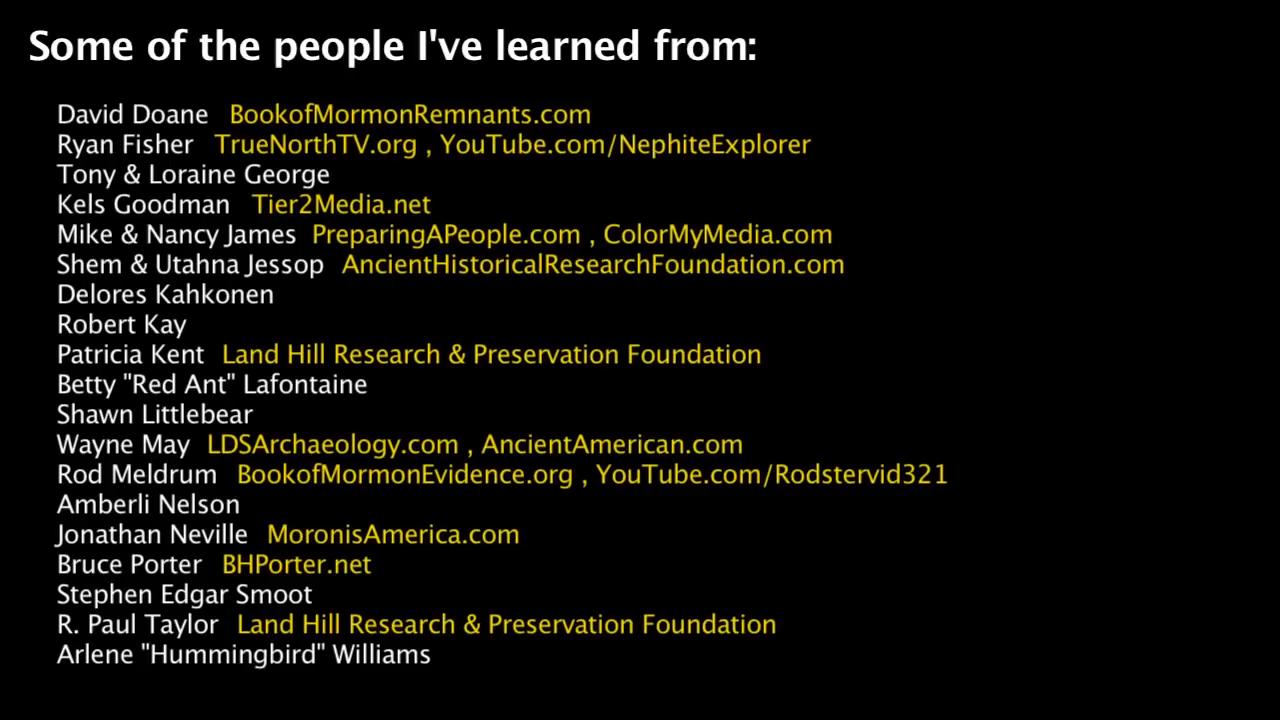 Some of the people I've learned from:
David Doane BookofMormonRemnants.com
Ryan Fisher TrueNorthTV.org , YouTube.com/NephiteExplorer
Tony & Loraine George
Kels Goodman Tier2Media.net
Mike & Nancy James PreparingAPeople.com , ColorMyMedia.com
Shem & Utahna Jessop AncientHistoricalResearchFoundation.com
Delores Kahkonen
Robert Kay
Patricia Kent Land Hill Research & Preservation Foundation
Betty "Red Ant" Lafontaine
Shawn Littlebear
Wayne May LDSArchaeology.com , AncientAmerican.com
Rod Meldrum BookofMormonEvidence.org , YouTube.com/Rodstervid321
Amberli Nelson
Jonathan Neville MoronisAmerica.com
Bruce Porter BHPorter.net
Stephen Edgar Smoot
R. Paul Taylor Land Hill Research & Preservation Foundation
Arlene "Hummingbird" Williams